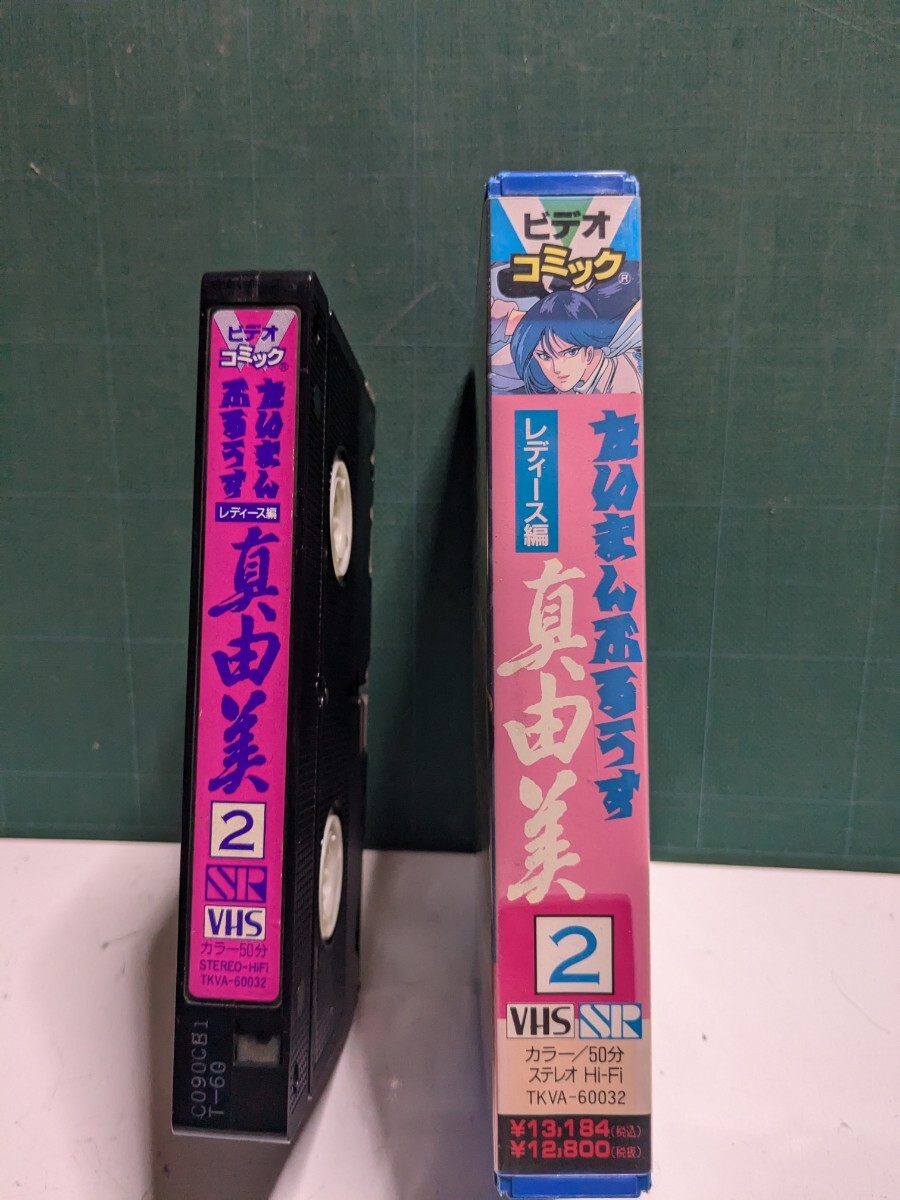 ビデオ
コミック®
たいまん
ぶるうす
レディース編
真由美
2
SR
VHS
カラー50分
STEREO-HiFi
TKVA-60032
C090CB1
T-60
ビデオ
コミック®
たいまんぶるうす
レディース編
真由美
2
VHS SR
カラー/50分
ステレオ Hi-Fi
TKVA-60032
¥13,184(税込)
¥12,800(税抜)